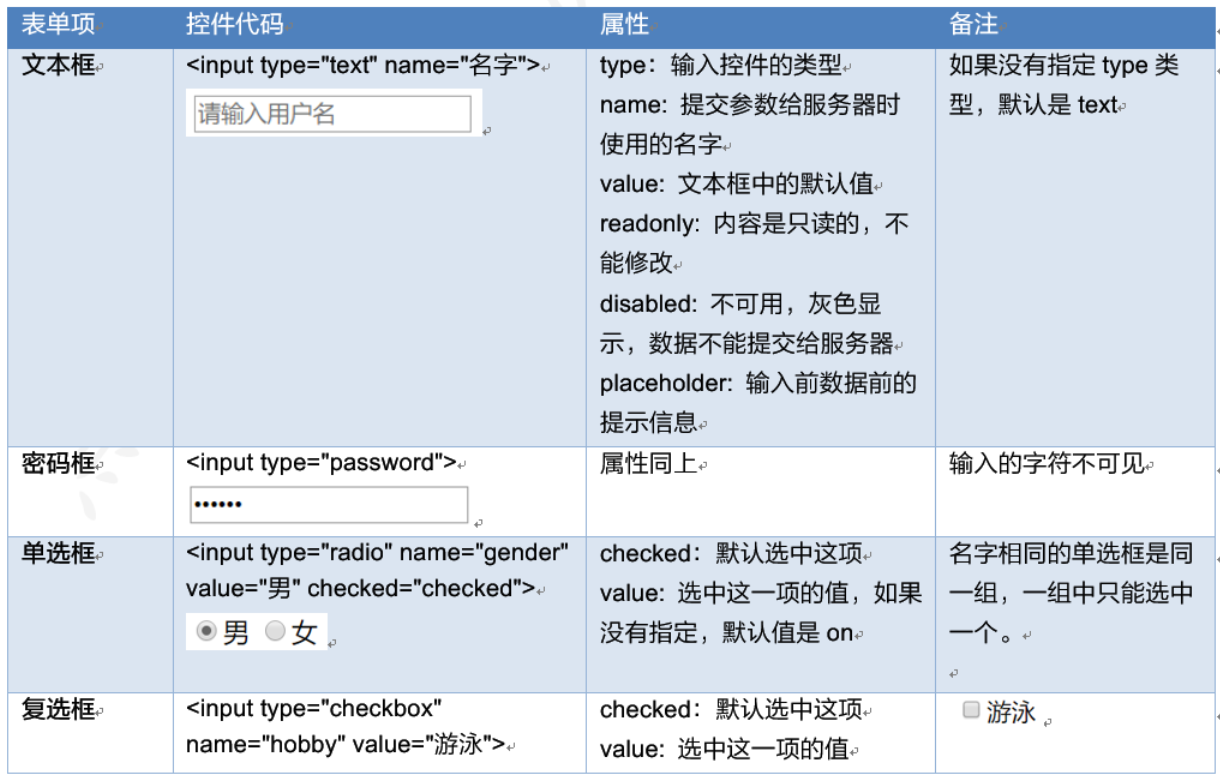 表单项 控件代码 属性 备注
文本框 <input type="text" name="名字">
请输入用户名
type：输入控件的类型
name: 提交参数给服务器时
使用的名字
value: 文本框中的默认值
readonly: 内容是只读的，不
能修改
disabled: 不可用，灰色显
示，数据不能提交给服务器
placeholder: 输入前数据前的
提示信息
如果没有指定 type 类
型，默认是 text
密码框 <input type="password"> 属性同上 输入的字符不可见
••••••
单选框 <input type="radio" name="gender"
value="男" checked="checked">
男 女
checked：默认选中这项
value: 选中这一项的值，如果
没有指定，默认值是 on
名字相同的单选框是同
一组，一组中只能选中
一个。
复选框 <input type="checkbox"
name="hobby" value="游泳">
checked：默认选中这项
value: 选中这一项的值
游泳